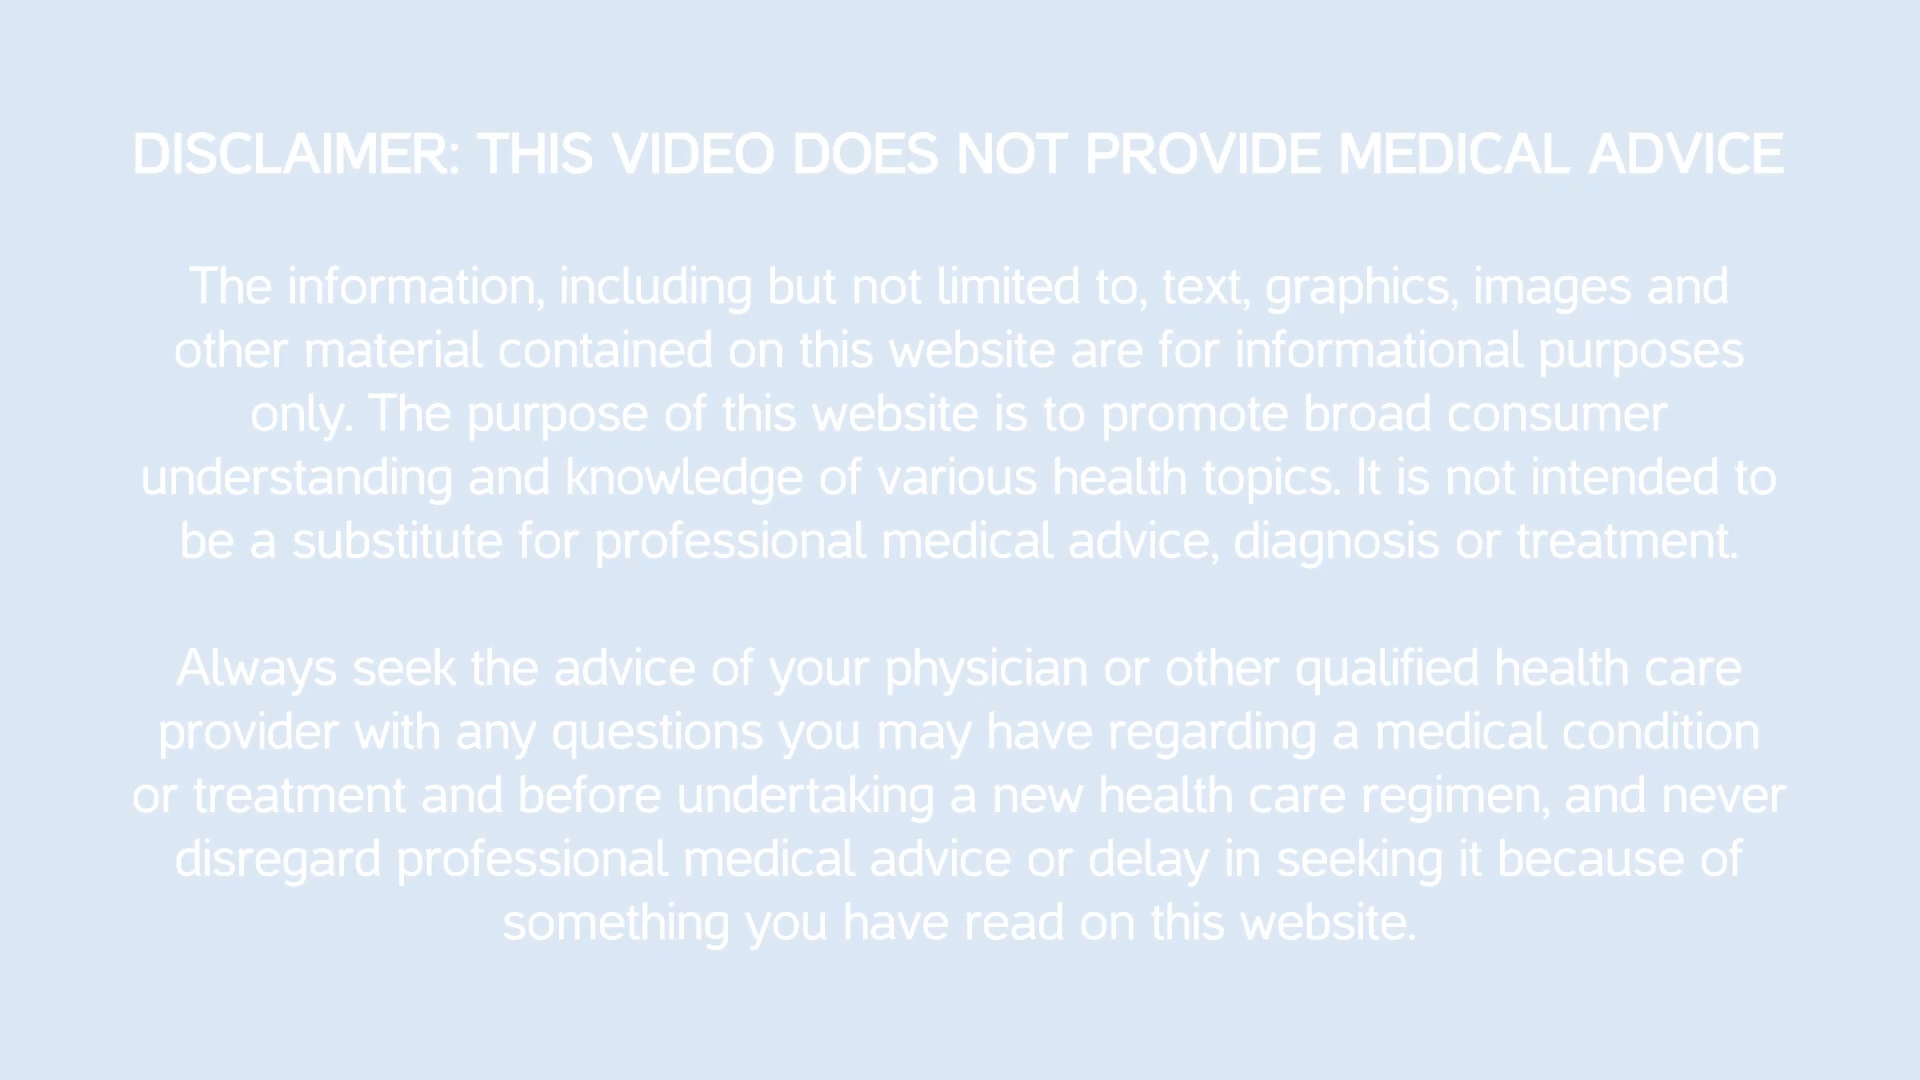 DISCLAIMER: THIS VIDEO DOES NOT PROVIDE MEDICAL ADVICE
The information, including but not limited to, text, graphics, images and
other material contained on this website are for informational purposes
only. The purpose of this website is to promote broad consumer
understanding and knowledge of various health topics. It is not intended to
be a substitute for professional medical advice, diagnosis or treatment.
Always seek the advice of your physician or other qualified health care
provider with any questions you may have regarding a medical condition
or treatment and before undertaking a new health care regimen, and never
disregard professional medical advice or delay in seeking it because of
something you have read on this website.